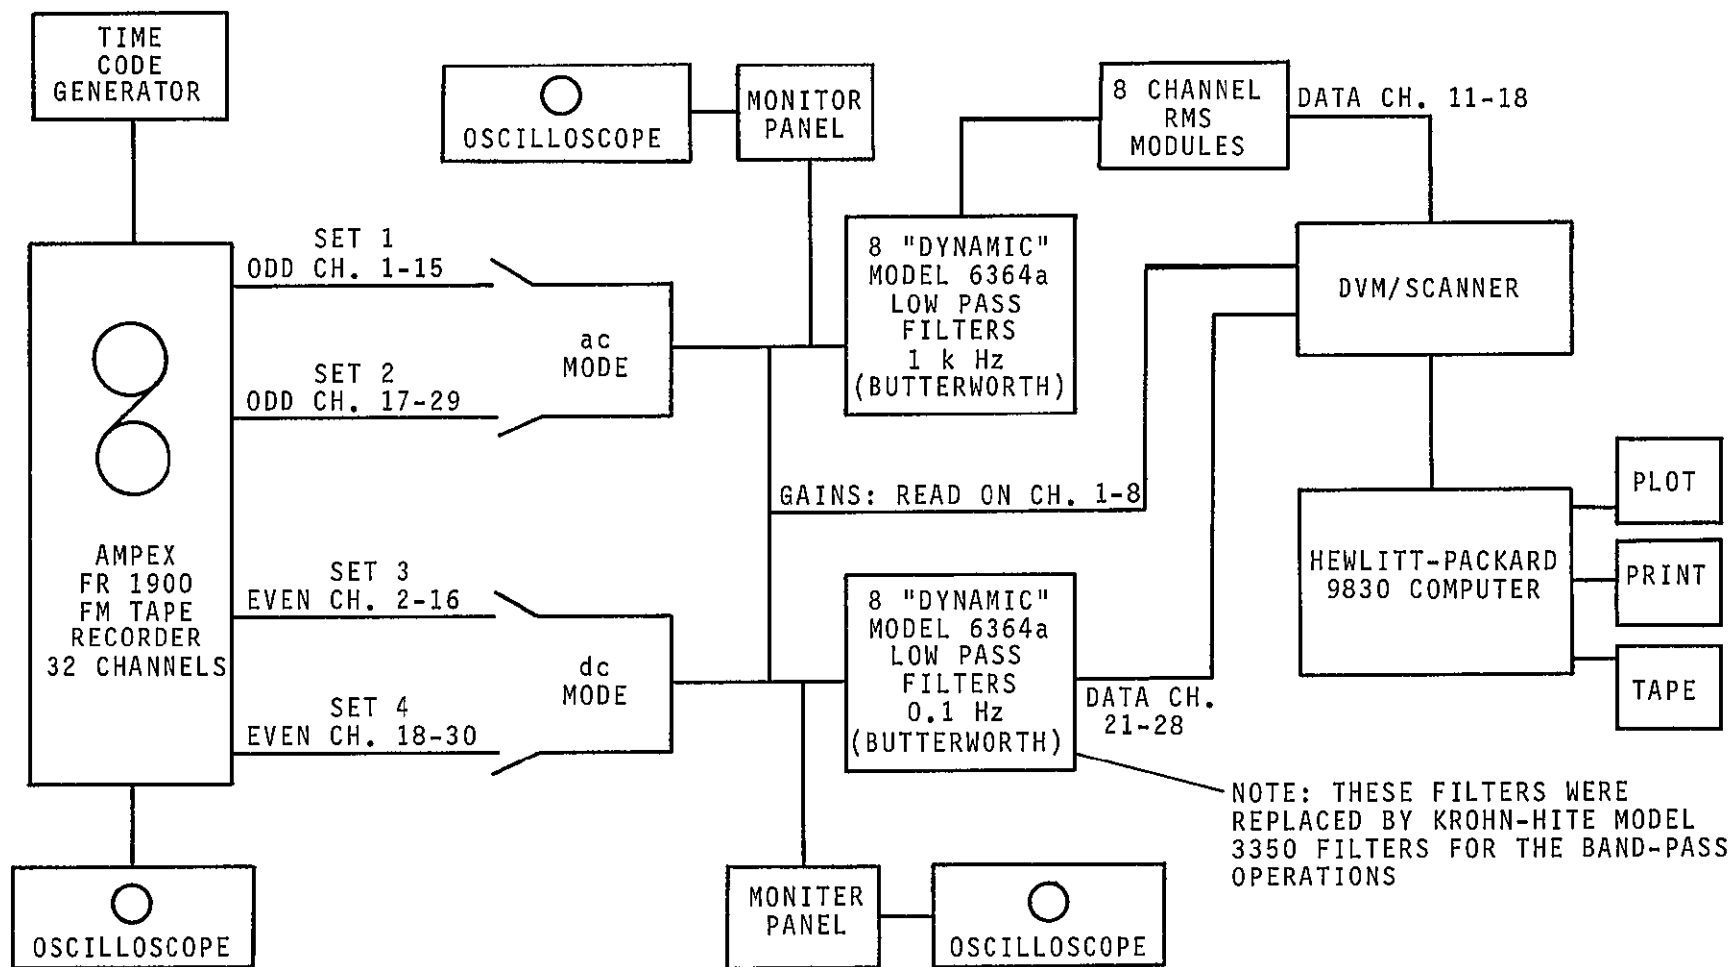 TIME
CODE
GENERATOR
OSCILLOSCOPE
MONITOR
PANEL
8 CHANNEL
RMS
MODULES
DATA CH. 11-18
SET 1
ODD CH. 1-15
SET 2
ODD CH. 17-29
ac
MODE
8 "DYNAMIC"
MODEL 6364a
LOW PASS
FILTERS
1 k Hz
(BUTTERWORTH)
DVM/SCANNER
GAINS: READ ON CH. 1-8
AMPEX
FR 1900
FM TAPE
RECORDER
32 CHANNELS
SET 3
EVEN CH. 2-16
SET 4
EVEN CH. 18-30
dc
MODE
8 "DYNAMIC"
MODEL 6364a
LOW PASS
FILTERS
0.1 Hz
(BUTTERWORTH)
DATA CH.
21-28
HEWLITT-PACKARD
9830 COMPUTER
PLOT
PRINT
TAPE
NOTE: THESE FILTERS WERE
REPLACED BY KROHN-HITE MODEL
3350 FILTERS FOR THE BAND-PASS
OPERATIONS
OSCILLOSCOPE
MONITER
PANEL
OSCILLOSCOPE